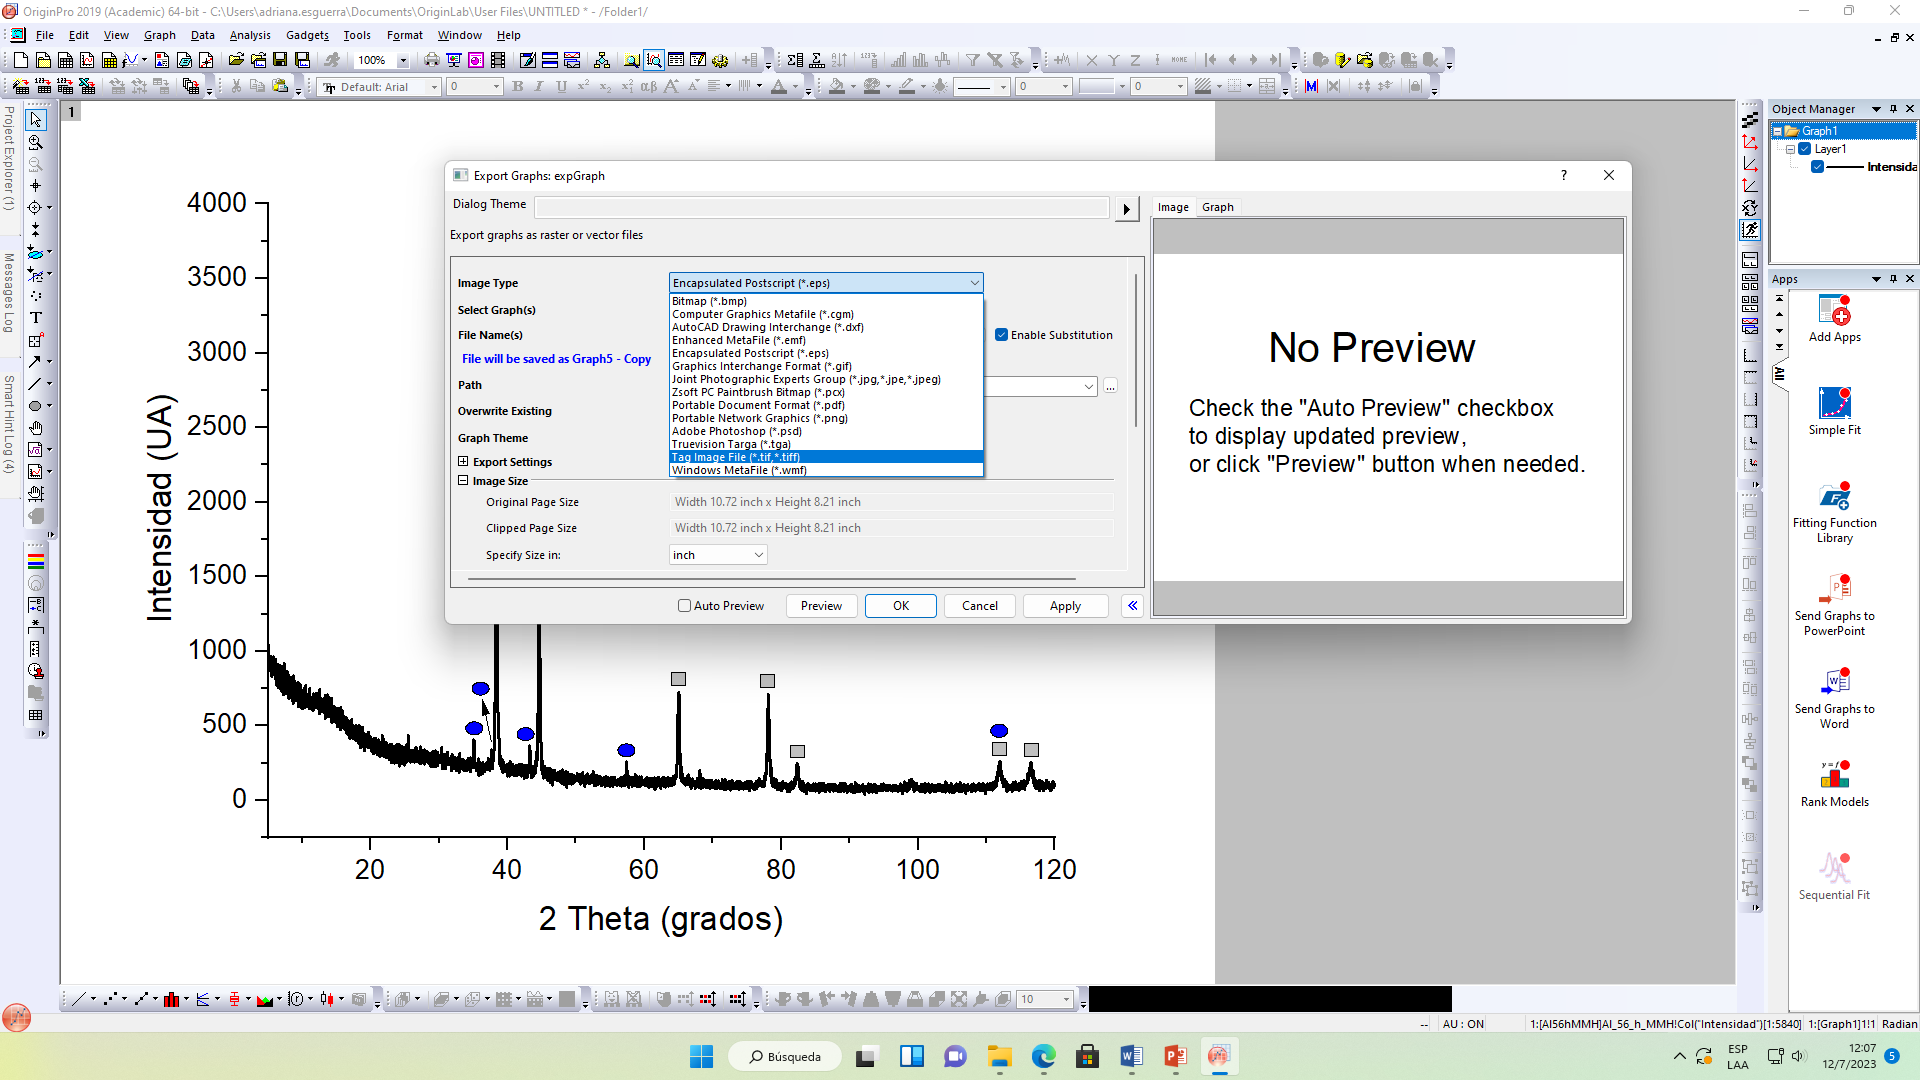 OriginPro 2019 (Academic) 64-bit - C:\Users\adriana.esguerra\Documents\OriginLab\User Files\UNTITLED * - /Folder1/
File Edit View Graph Data Analysis Gadgets Tools Format Window Help
100%
Default: Arial 0 0 0
Project Explorer (1)
Messages Log
Smart Hint Log (4)
1
4000
3500
3000
2500
2000
1500
1000
500
0
Intensidad (UA)
20 40 60 80 100 120
2 Theta (grados)
Export Graphs: expGraph
Dialog Theme
Export graphs as raster or vector files
Image Type Encapsulated Postscript (*.eps)
Bitmap (*.bmp)
Computer Graphics Metafile (*.cgm)
AutoCAD Drawing Interchange (*.dxf)
Enhanced MetaFile (*.emf)
Encapsulated Postscript (*.eps)
Graphics Interchange Format (*.gif)
Joint Photographic Experts Group (*.jpg,*.jpe,*.jpeg)
Zsoft PC Paintbrush Bitmap (*.pcx)
Portable Document Format (*.pdf)
Portable Network Graphics (*.png)
Adobe Photoshop (*.psd)
Truevision Targa (*.tga)
Tag Image File (*.tif,*.tiff)
Windows MetaFile (*.wmf)
Select Graph(s)
File Name(s) Enable Substitution
File will be saved as Graph5 - Copy
Path ...
Overwrite Existing
Graph Theme
Export Settings
Image Size
Original Page Size Width 10.72 inch x Height 8.21 inch
Clipped Page Size Width 10.72 inch x Height 8.21 inch
Specify Size in: inch
Auto Preview Preview OK Cancel Apply
Image Graph
No Preview
Check the "Auto Preview" checkbox
to display updated preview,
or click "Preview" button when needed.
Object Manager
Graph1
Layer1
Intensida
Apps
All
Add Apps
Simple Fit
Fitting Function
Library
Send Graphs to
PowerPoint
Send Graphs to
Word
Rank Models
Sequential Fit
10
-- AU : ON 1:[Al56hMMH]Al_56_h_MMH!Col("Intensidad")[1:5840] 1:[Graph1]1!1 Radian
Búsqueda
ESP
LAA
12:07
12/7/2023
5